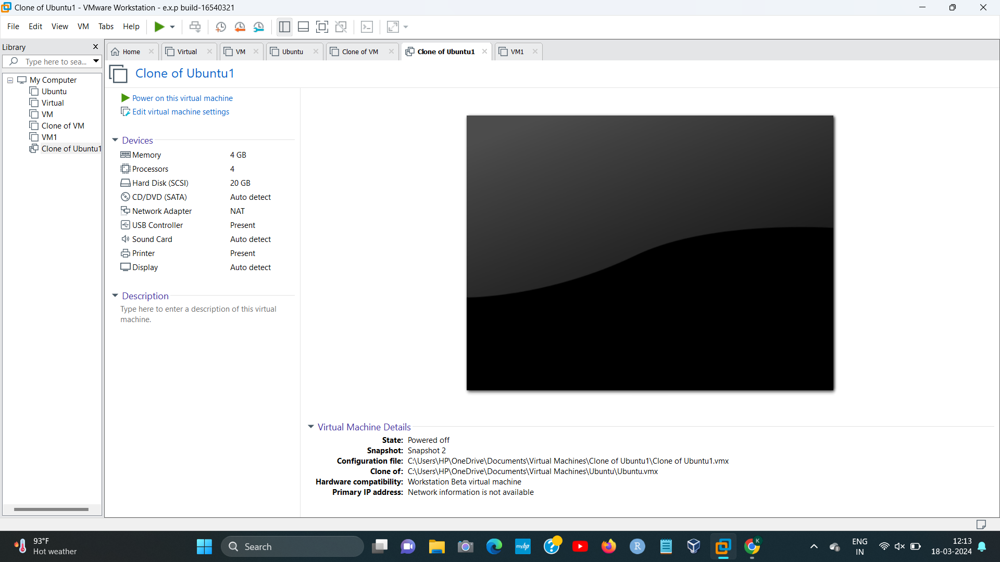 Clone of Ubuntu1 - VMware Workstation - e.x.p build-16540321
File Edit View VM Tabs Help
Library
Type here to sea...
My Computer
Ubuntu
Virtual
VM
Clone of VM
VM1
Clone of Ubuntu1
Home Virtual VM Ubuntu Clone of VM Clone of Ubuntu1 VM1
Clone of Ubuntu1
Power on this virtual machine
Edit virtual machine settings
Devices
Memory 4 GB
Processors 4
Hard Disk (SCSI) 20 GB
CD/DVD (SATA) Auto detect
Network Adapter NAT
USB Controller Present
Sound Card Auto detect
Printer Present
Display Auto detect
Description
Type here to enter a description of this virtual
machine.
Virtual Machine Details
State: Powered off
Snapshot: Snapshot 2
Configuration file: C:\Users\HP\OneDrive\Documents\Virtual Machines\Clone of Ubuntu1\Clone of Ubuntu1.vmx
Clone of: C:\Users\HP\OneDrive\Documents\Virtual Machines\Ubuntu\Ubuntu.vmx
Hardware compatibility: Workstation Beta virtual machine
Primary IP address: Network information is not available
93°F
Hot weather
Search
myhp
R
K
ENG
IN
12:13
18-03-2024